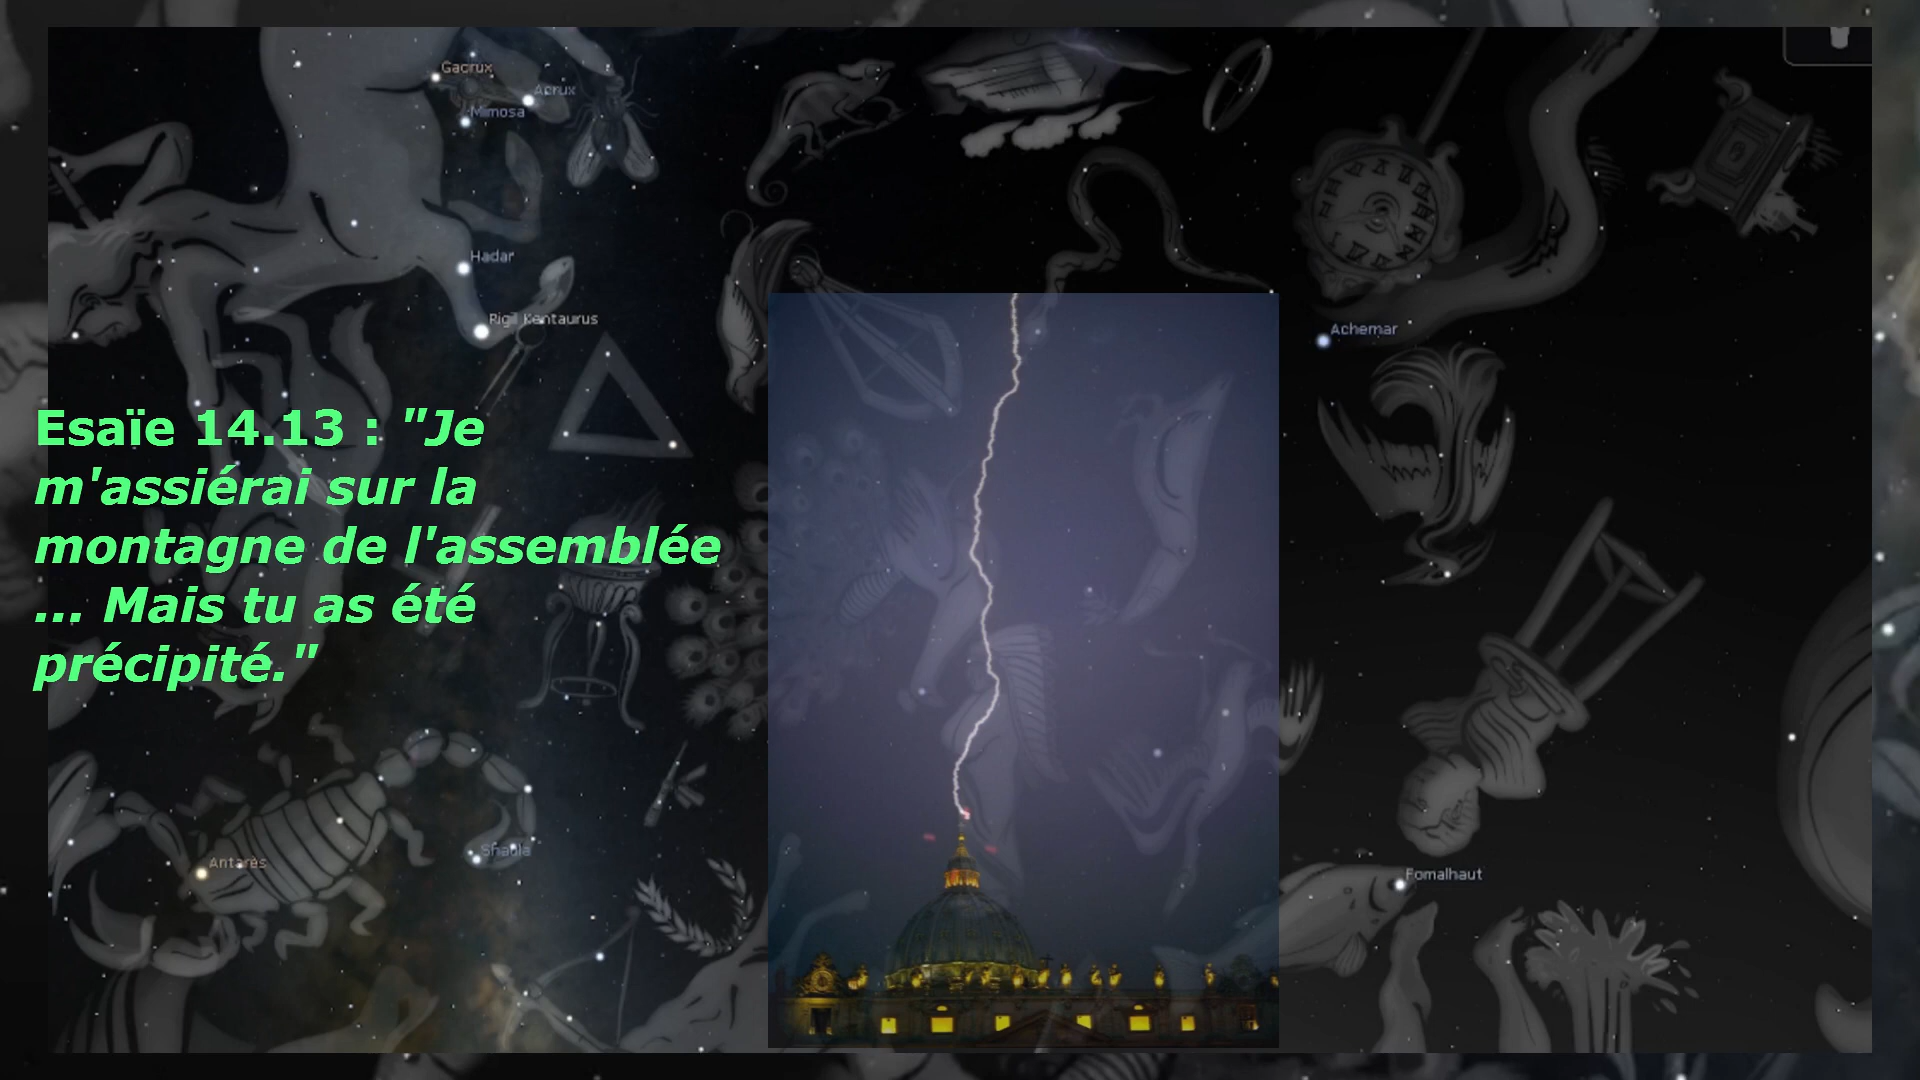 Gacrux
Acrux
Mimosa
Hadar
Rigil Kentaurus
Achernar
Esaïe 14.13 : "Je
m'assiérai sur la
montagne de l'assemblée
... Mais tu as été
précipité."
Shaula
Antarès
Fomalhaut